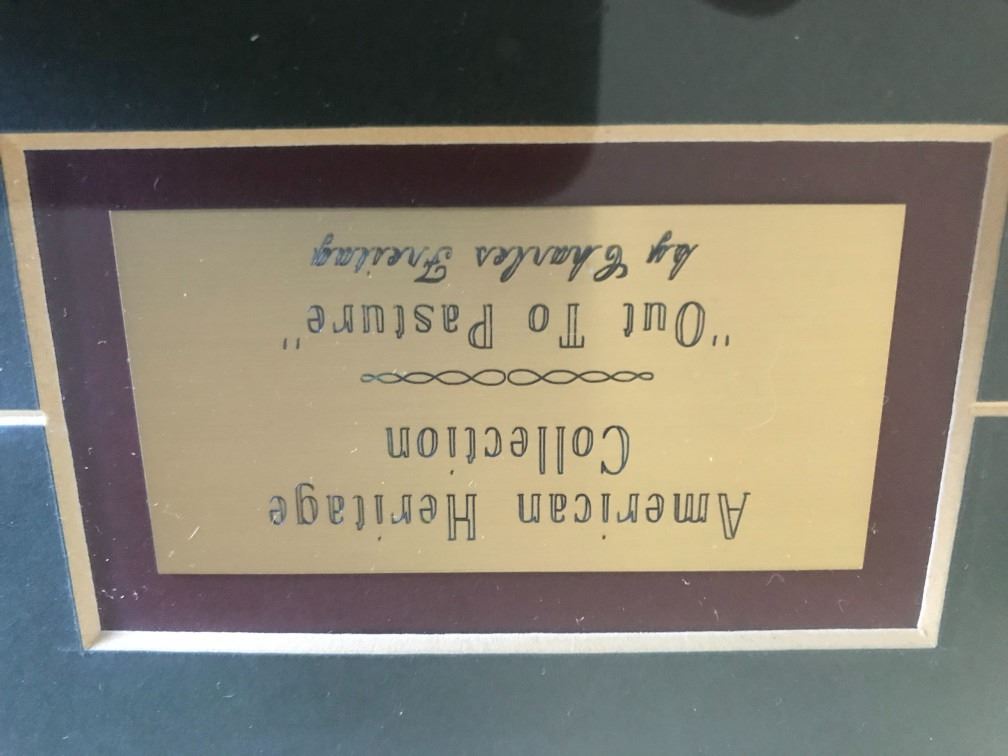 American Heritage
Collection
"Out To Pasture"
by Charles Freitag